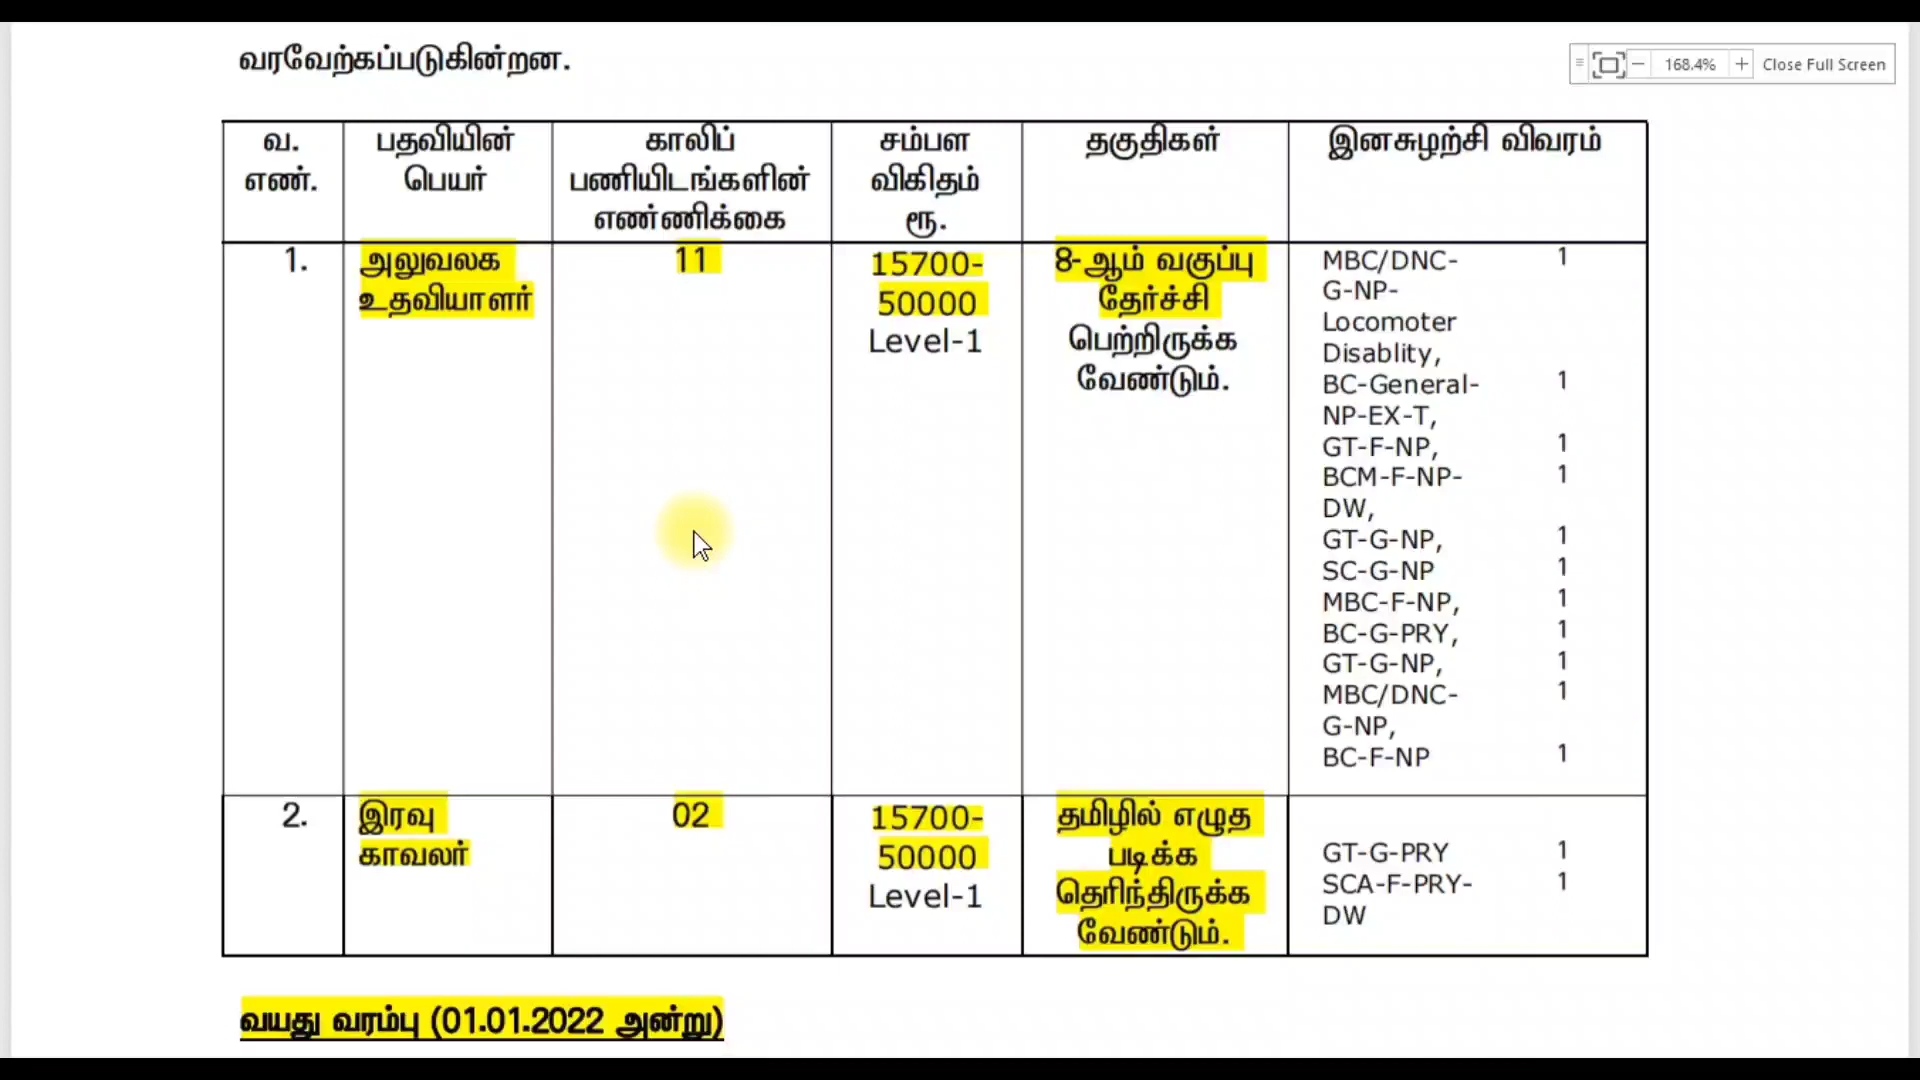 வரவேற்கப்படுகின்றன.
168.4%
Close Full Screen
வ. எண்.
பதவியின் பெயர்
காலிப் பணியிடங்களின் எண்ணிக்கை
சம்பள விகிதம் ரூ.
தகுதிகள்
இனசுழற்சி விவரம்
1.
அலுவலக
உதவியாளர்
11
15700-
50000
Level-1
8-ஆம் வகுப்பு
தேர்ச்சி
பெற்றிருக்க
வேண்டும்.
MBC/DNC- 1
G-NP-
Locomoter
Disablity,
BC-General- 1
NP-EX-T,
GT-F-NP, 1
BCM-F-NP- 1
DW,
GT-G-NP, 1
SC-G-NP 1
MBC-F-NP, 1
BC-G-PRY, 1
GT-G-NP, 1
MBC/DNC- 1
G-NP,
BC-F-NP 1
2.
இரவு
காவலர்
02
15700-
50000
Level-1
தமிழில் எழுத
படிக்க
தெரிந்திருக்க
வேண்டும்.
GT-G-PRY 1
SCA-F-PRY- 1
DW
வயது வரம்பு (01.01.2022 அன்று)